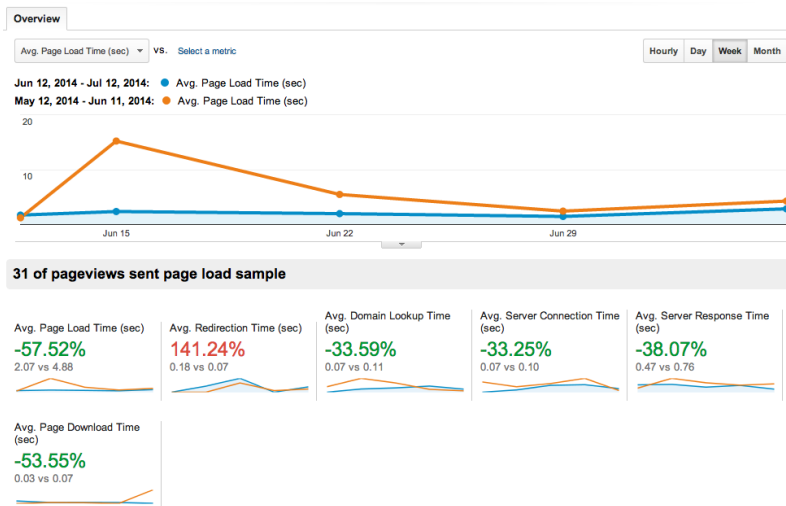 Overview
Avg. Page Load Time (sec) VS. Select a metric
Hourly Day Week Month
Jun 12, 2014 - Jul 12, 2014: Avg. Page Load Time (sec)
May 12, 2014 - Jun 11, 2014: Avg. Page Load Time (sec)
20
10
Jun 15 Jun 22 Jun 29
31 of pageviews sent page load sample
Avg. Page Load Time (sec)
-57.52%
2.07 vs 4.88
Avg. Redirection Time (sec)
141.24%
0.18 vs 0.07
Avg. Domain Lookup Time
(sec)
-33.59%
0.07 vs 0.11
Avg. Server Connection Time
(sec)
-33.25%
0.07 vs 0.10
Avg. Server Response Time
(sec)
-38.07%
0.47 vs 0.76
Avg. Page Download Time
(sec)
-53.55%
0.03 vs 0.07